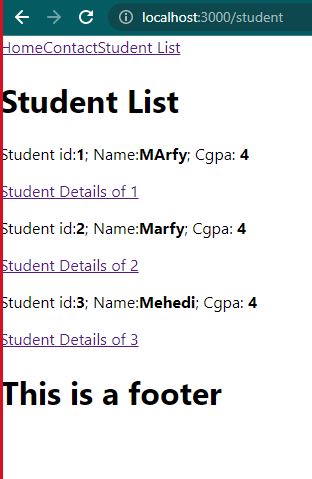 localhost:3000/student
HomeContactStudent List
Student List
Student id:1; Name:MArfy; Cgpa: 4
Student Details of 1
Student id:2; Name:Marfy; Cgpa: 4
Student Details of 2
Student id:3; Name:Mehedi; Cgpa: 4
Student Details of 3
This is a footer